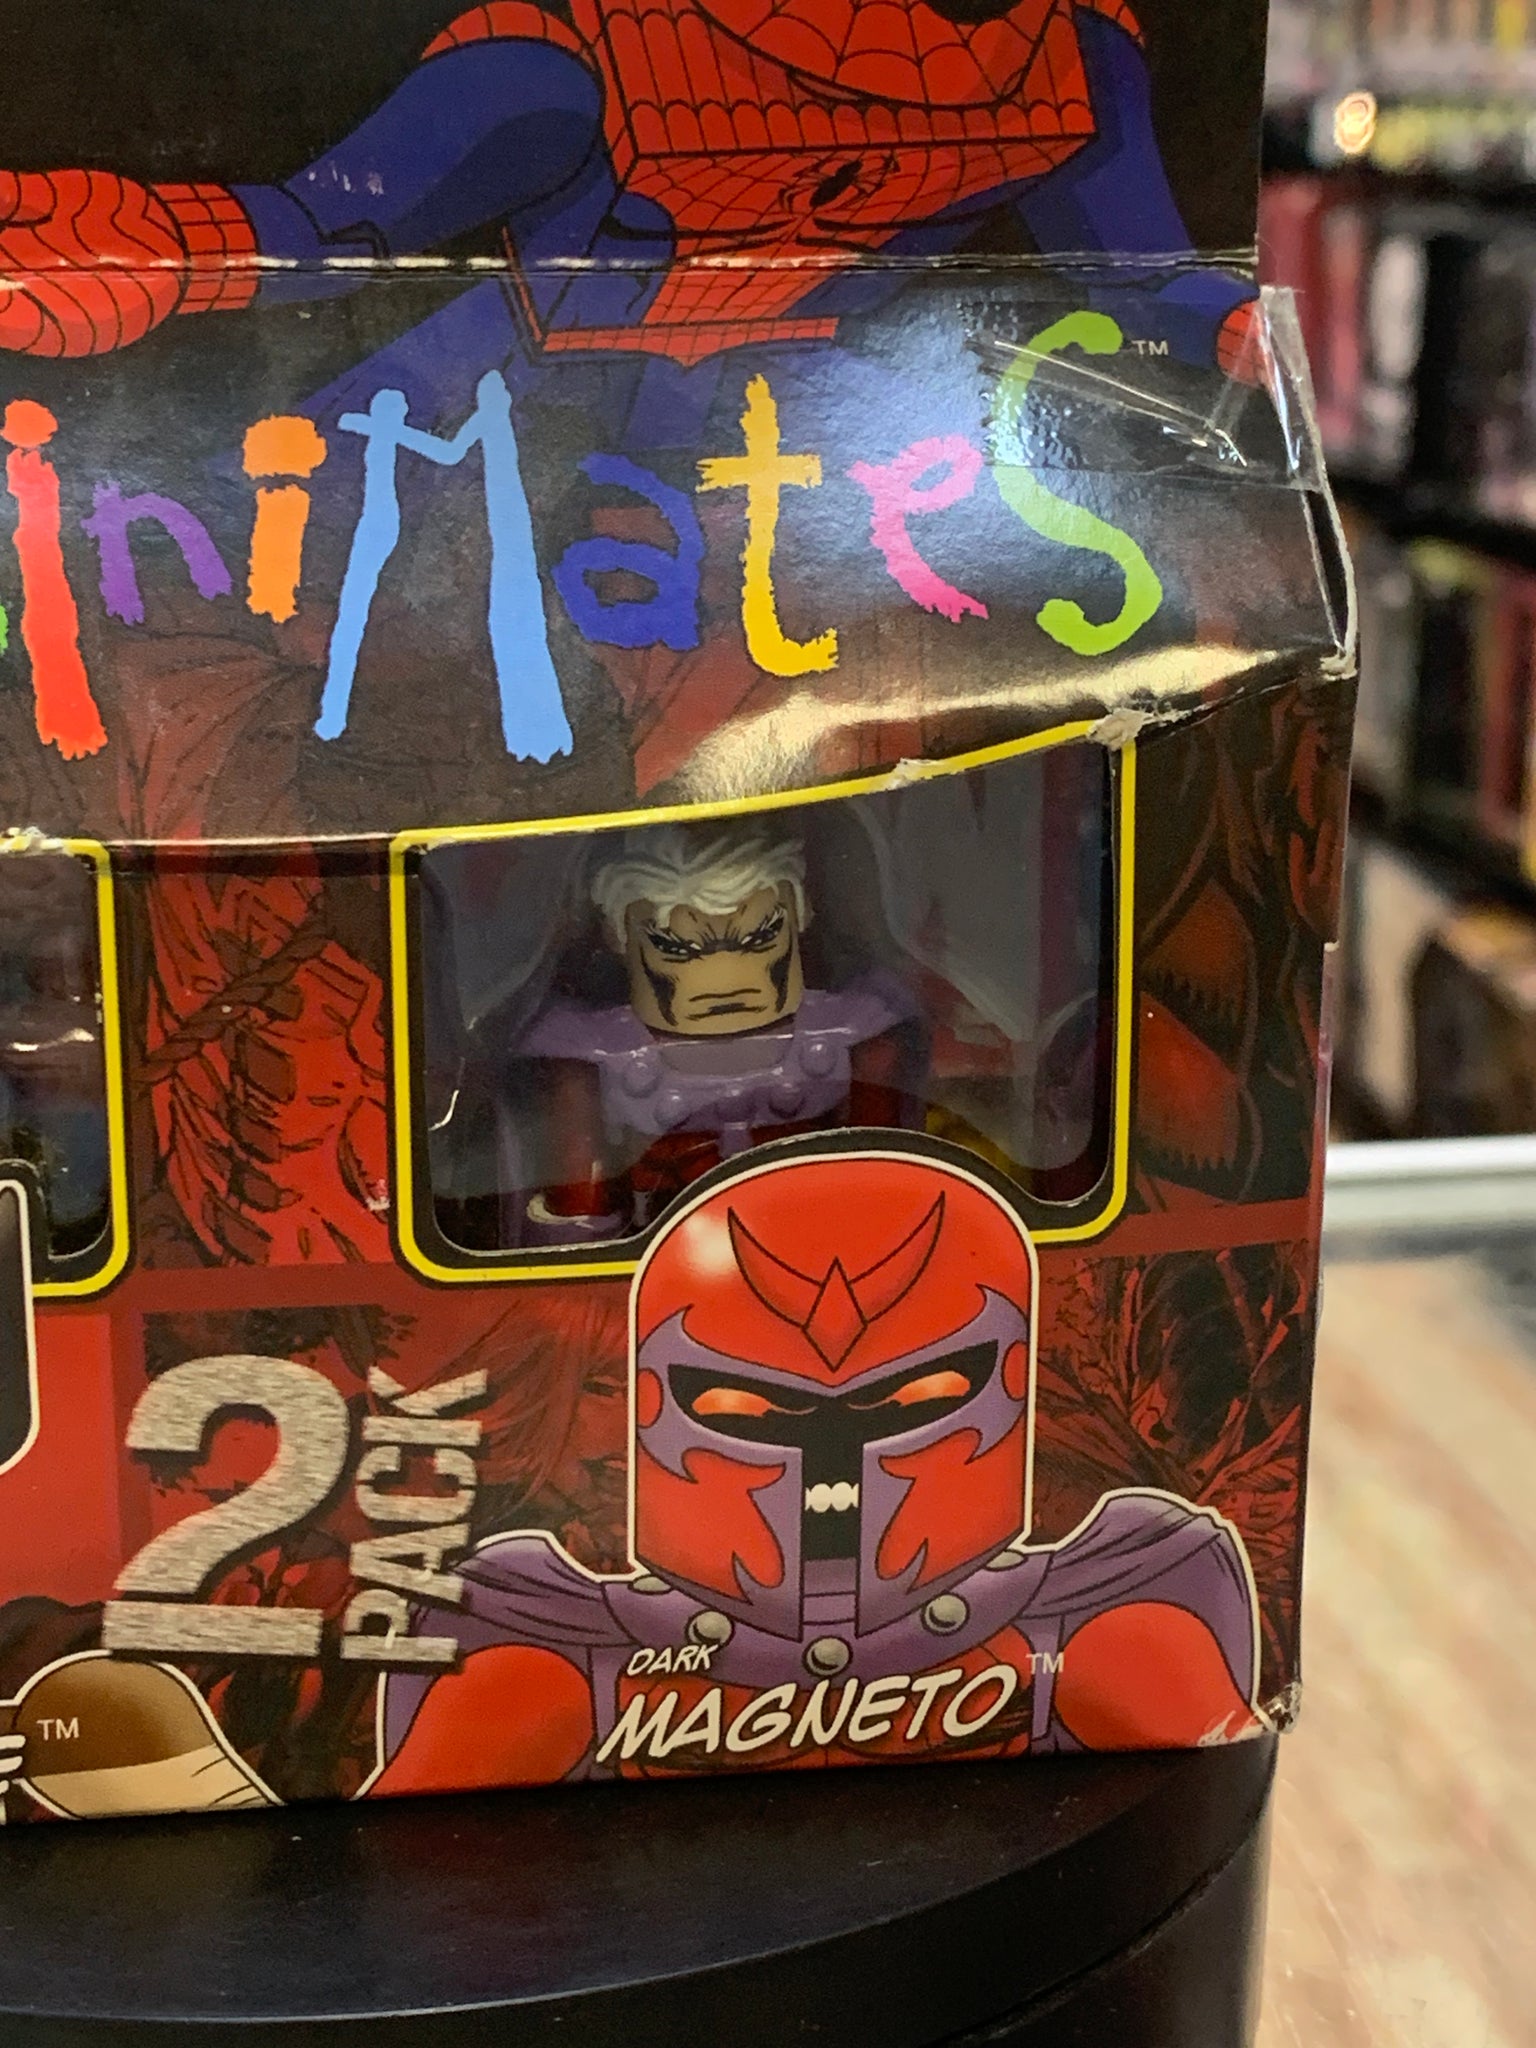 iniMateS™
2 PACK
DARK
MAGNETO™
™